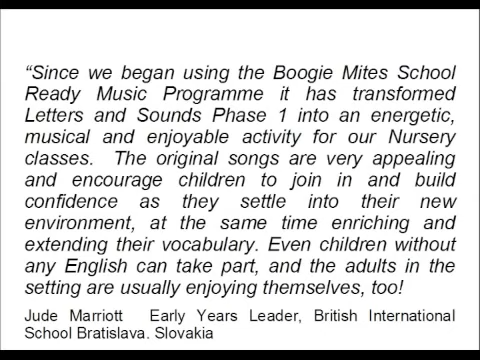 “Since we began using the Boogie Mites School
Ready Music Programme it has transformed
Letters and Sounds Phase 1 into an energetic,
musical and enjoyable activity for our Nursery
classes. The original songs are very appealing
and encourage children to join in and build
confidence as they settle into their new
environment, at the same time enriching and
extending their vocabulary. Even children without
any English can take part, and the adults in the
setting are usually enjoying themselves, too!
Jude Marriott Early Years Leader, British International
School Bratislava. Slovakia